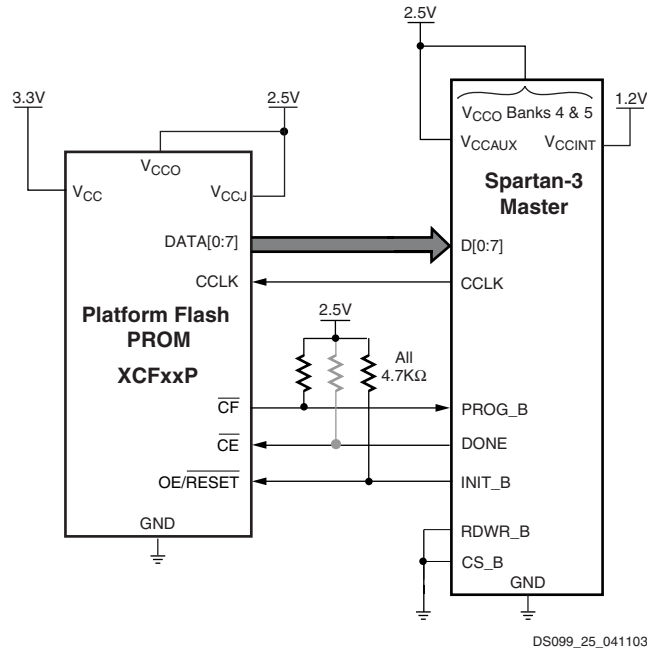 2.5V
3.3V
2.5V
1.2V
VCCO Banks 4 & 5
VCCAUX
VCCINT
VCCO
VCC
VCCJ
Spartan-3
Master
DATA[0:7]
D[0:7]
CCLK
CCLK
Platform Flash
PROM
XCFxxP
2.5V
All
4.7KΩ
CF
PROG_B
CE
DONE
OE/RESET
INIT_B
GND
RDWR_B
CS_B
GND
DS099_25_041103